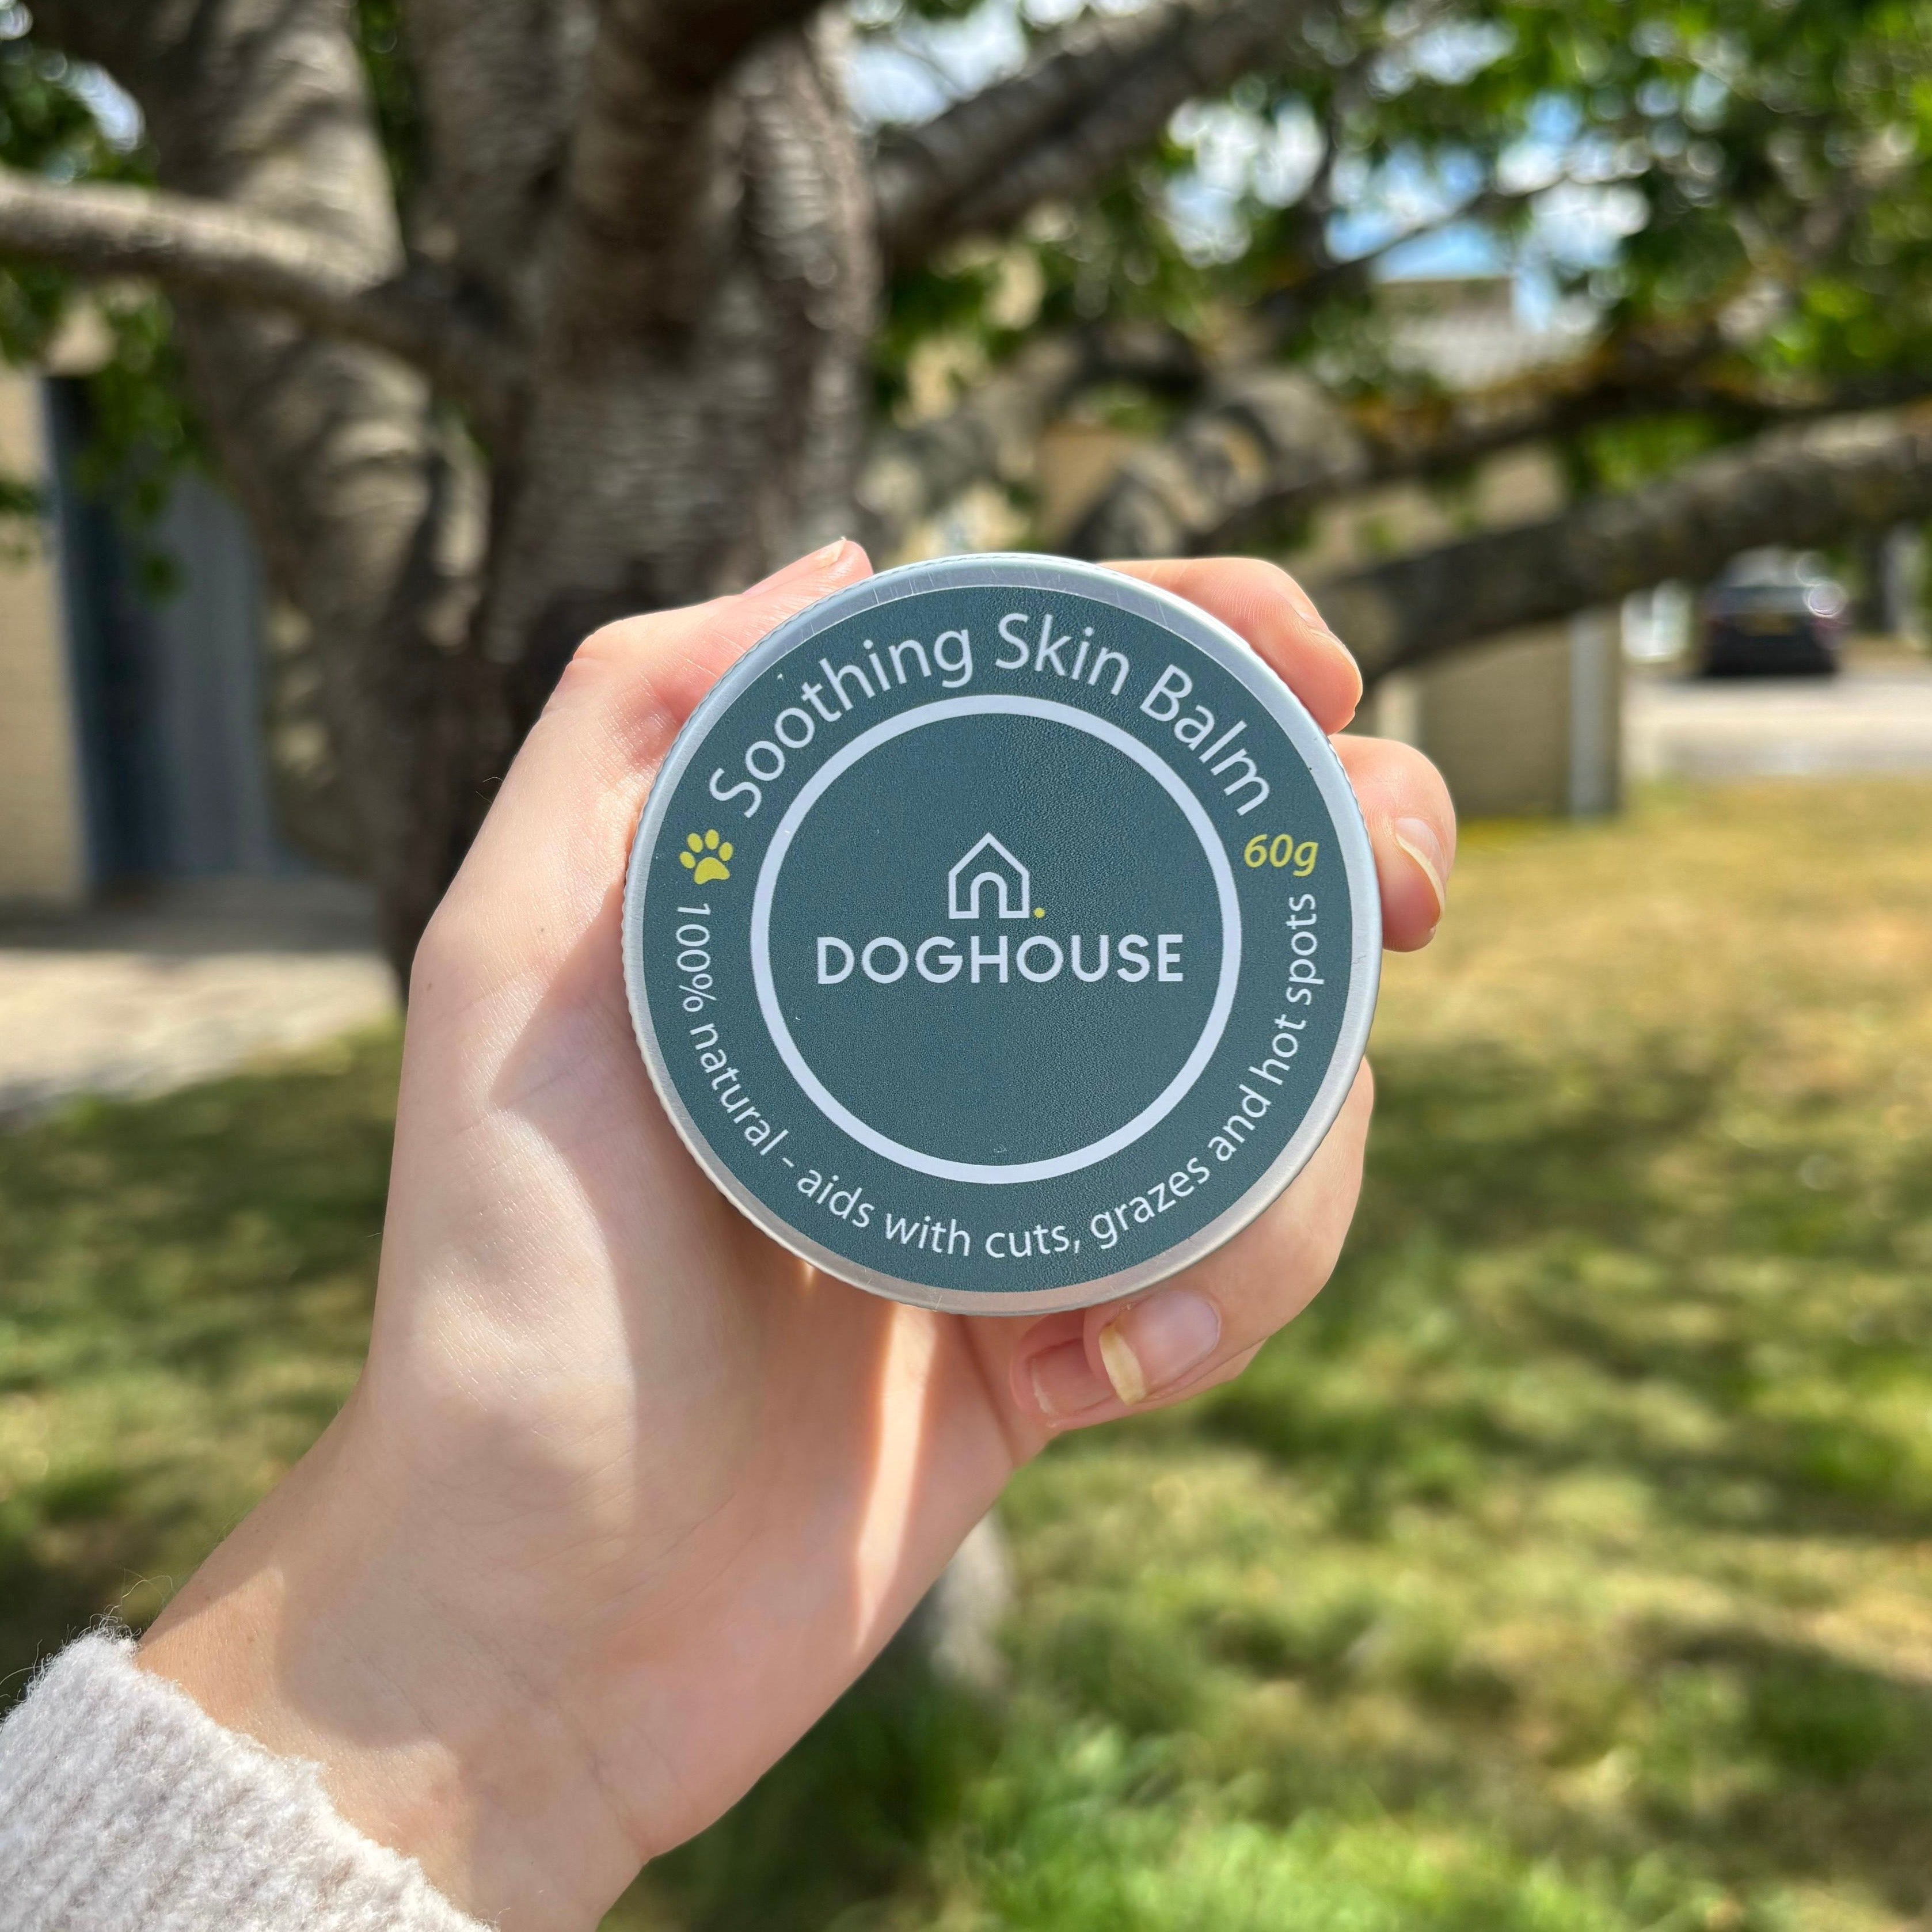 Soothing Skin Balm
60g
DOGHOUSE
100% natural - aids with cuts, grazes and hot spots